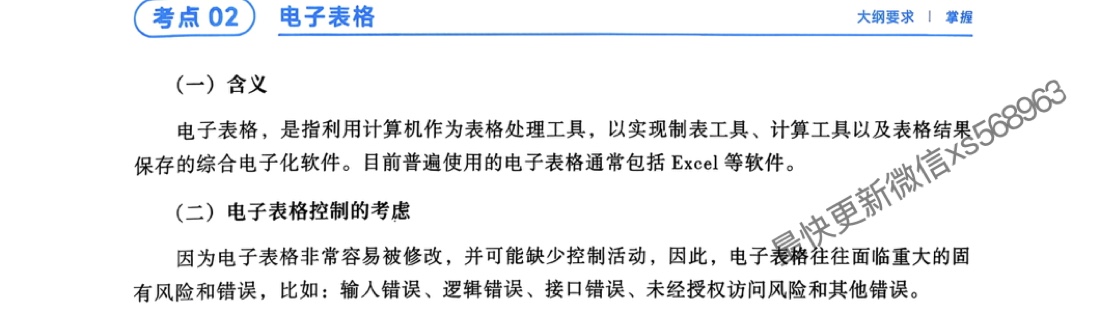 考点 02 电子表格 大纲要求 | 掌握
(一) 含义
电子表格，是指利用计算机作为表格处理工具，以实现制表工具、计算工具以及表格结果
保存的综合电子化软件。目前普遍使用的电子表格通常包括 Excel 等软件。
(二) 电子表格控制的考虑
因为电子表格非常容易被修改，并可能缺少控制活动，因此，电子表格往往面临重大的固
有风险和错误，比如：输入错误、逻辑错误、接口错误、未经授权访问风险和其他错误。
最快更新微信xs568963